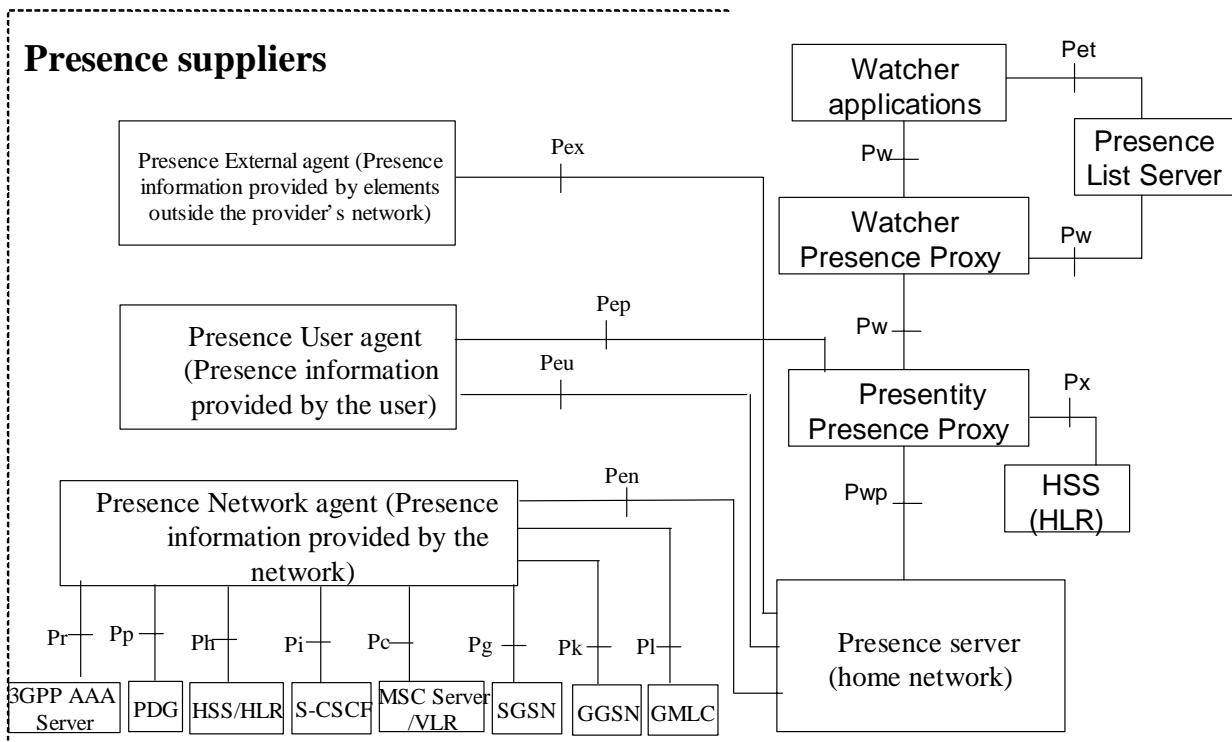 Presence suppliers
Presence External agent (Presence
information provided by elements
outside the provider's network)
Pex
Presence User agent
(Presence information
provided by the user)
Pep
Peu
Presence Network agent (Presence
information provided by the
network)
Pen
Pr
Pp
Ph
Pi
Pc
Pg
Pk
Pl
3GPP AAA
Server
PDG
HSS/HLR
S-CSCF
MSC Server
/VLR
SGSN
GGSN
GMLC
Watcher
applications
Pet
Presence
List Server
Pw
Watcher
Presence Proxy
Pw
Pw
Presentity
Presence Proxy
Px
HSS
(HLR)
Pwp
Presence server
(home network)